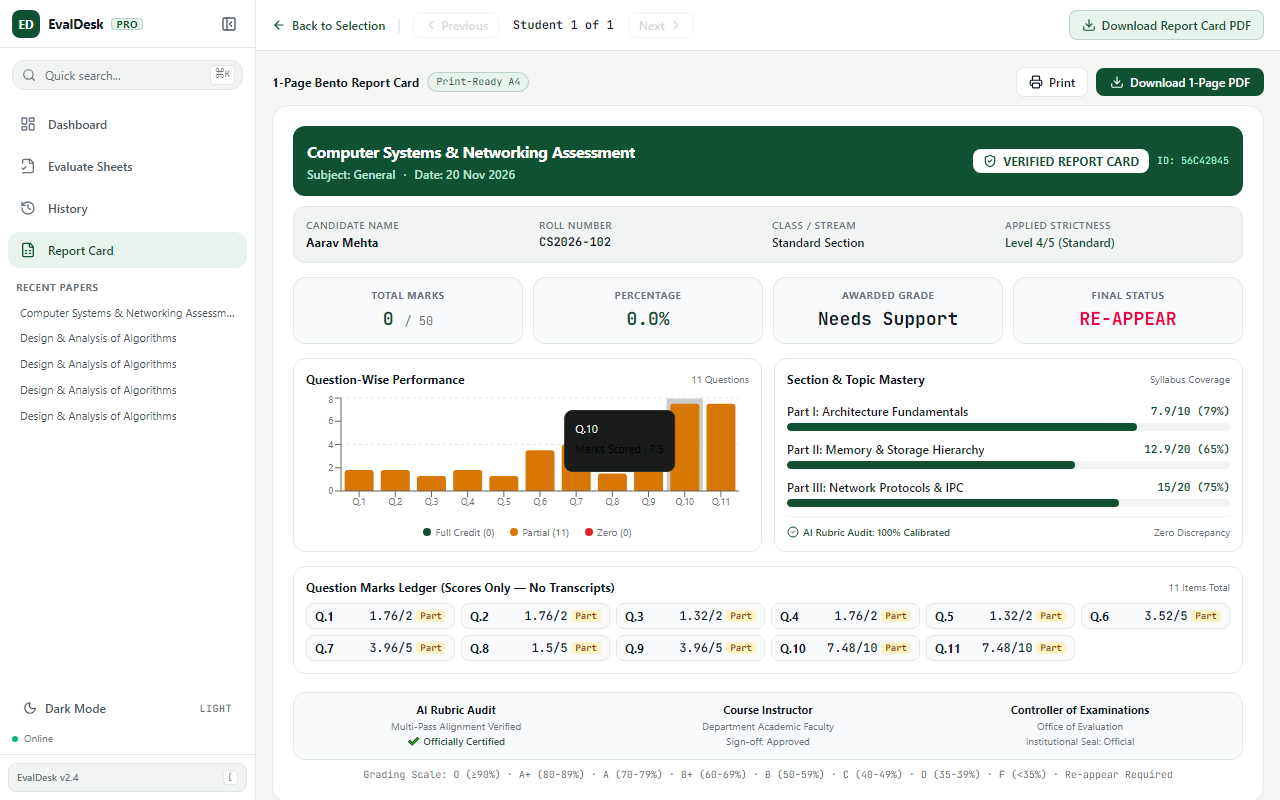 ED EvalDesk PRO
Quick search... ⌘K
Dashboard
Evaluate Sheets
History
Report Card
RECENT PAPERS
Computer Systems & Networking Assessm...
Design & Analysis of Algorithms
Design & Analysis of Algorithms
Design & Analysis of Algorithms
Design & Analysis of Algorithms
Dark Mode LIGHT
Online
EvalDesk v2.4 [
← Back to Selection Previous Student 1 of 1 Next Download Report Card PDF
1-Page Bento Report Card Print-Ready A4 Print Download 1-Page PDF
Computer Systems & Networking Assessment
Subject: General · Date: 20 Nov 2026
VERIFIED REPORT CARD ID: 56C42045
CANDIDATE NAME ROLL NUMBER CLASS / STREAM APPLIED STRICTNESS
Aarav Mehta CS2026-102 Standard Section Level 4/5 (Standard)
TOTAL MARKS PERCENTAGE AWARDED GRADE FINAL STATUS
0 / 50 0.0% Needs Support RE-APPEAR
Question-Wise Performance 11 Questions
8
6
4
2
0
Q.10
Marks Scored : 7.5
Q.1 Q.2 Q.3 Q.4 Q.5 Q.6 Q.7 Q.8 Q.9 Q.10 Q.11
Full Credit (0) Partial (11) Zero (0)
Section & Topic Mastery Syllabus Coverage
Part I: Architecture Fundamentals 7.9/10 (79%)
Part II: Memory & Storage Hierarchy 12.9/20 (65%)
Part III: Network Protocols & IPC 15/20 (75%)
AI Rubric Audit: 100% Calibrated Zero Discrepancy
Question Marks Ledger (Scores Only — No Transcripts) 11 Items Total
Q.1 1.76/2 Part Q.2 1.76/2 Part Q.3 1.32/2 Part Q.4 1.76/2 Part Q.5 1.32/2 Part Q.6 3.52/5 Part
Q.7 3.96/5 Part Q.8 1.5/5 Part Q.9 3.96/5 Part Q.10 7.48/10 Part Q.11 7.48/10 Part
AI Rubric Audit Course Instructor Controller of Examinations
Multi-Pass Alignment Verified Department Academic Faculty Office of Evaluation
✔ Officially Certified Sign-off: Approved Institutional Seal: Official
Grading Scale: O (≥90%) · A+ (80-89%) · A (70-79%) · B+ (60-69%) · B (50-59%) · C (40-49%) · D (35-39%) · F (<35%) · Re-appear Required